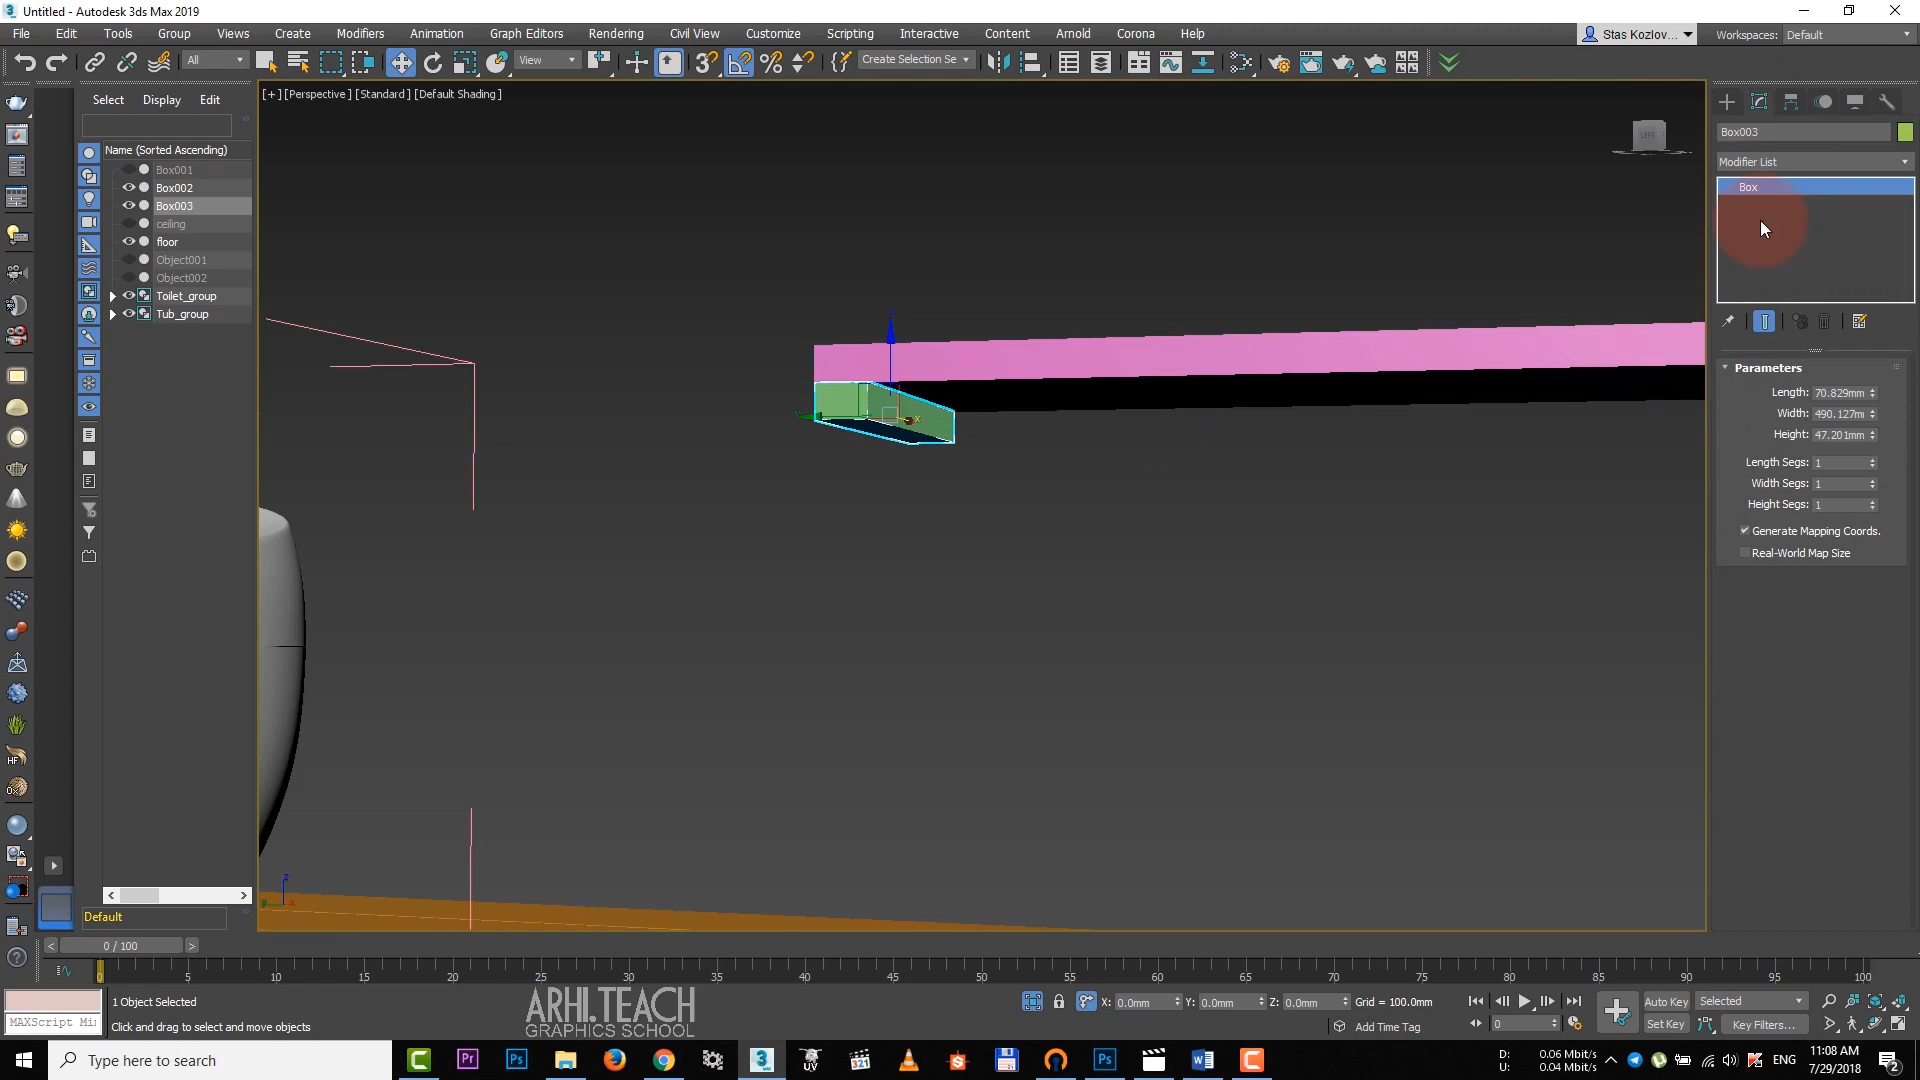 Untitled - Autodesk 3ds Max 2019
File Edit Tools Group Views Create Modifiers Animation Graph Editors Rendering Civil View Customize Scripting Interactive Content Arnold Corona Help
Stas Kozlov... Workspaces: Default
All View Create Selection Se
Select Display Edit
[+] [Perspective] [Standard] [Default Shading]
Name (Sorted Ascending)
Box001
Box002
Box003
ceiling
floor
Object001
Object002
Toilet_group
Tub_group
Default
Box003
Modifier List
Box
Parameters
Length: 70.829mm
Width: 490.127m
Height: 47.201mm
Length Segs: 1
Width Segs: 1
Height Segs: 1
Generate Mapping Coords.
Real-World Map Size
0 / 100
0 5 10 15 20 25 30 35 40 45 50 55 60 65 70 75 80 85 90 95 100
1 Object Selected
MAXScript Mi
Click and drag to select and move objects
ARHI.TEACH
GRAPHICS SCHOOL
X: 0.0mm Y: 0.0mm Z: 0.0mm Grid = 100.0mm
Add Time Tag
0
Auto Key Selected
Set Key Key Filters...
Type here to search
D: 0.06 Mbit/s
U: 0.04 Mbit/s
ENG
11:08 AM
7/29/2018
2